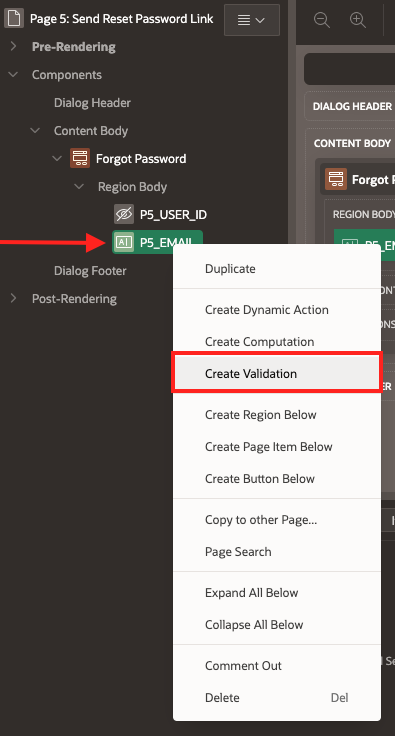 Page 5: Send Reset Password Link
Pre-Rendering
Components
Dialog Header
Content Body
Forgot Password
Region Body
P5_USER_ID
P5_EMAIL
Dialog Footer
Post-Rendering
Duplicate
Create Dynamic Action
Create Computation
Create Validation
Create Region Below
Create Page Item Below
Create Button Below
Copy to other Page...
Page Search
Expand All Below
Collapse All Below
Comment Out
Delete Del
DIALOG HEADER
CONTENT BODY
Forgot P
REGION BODY
P5_EM